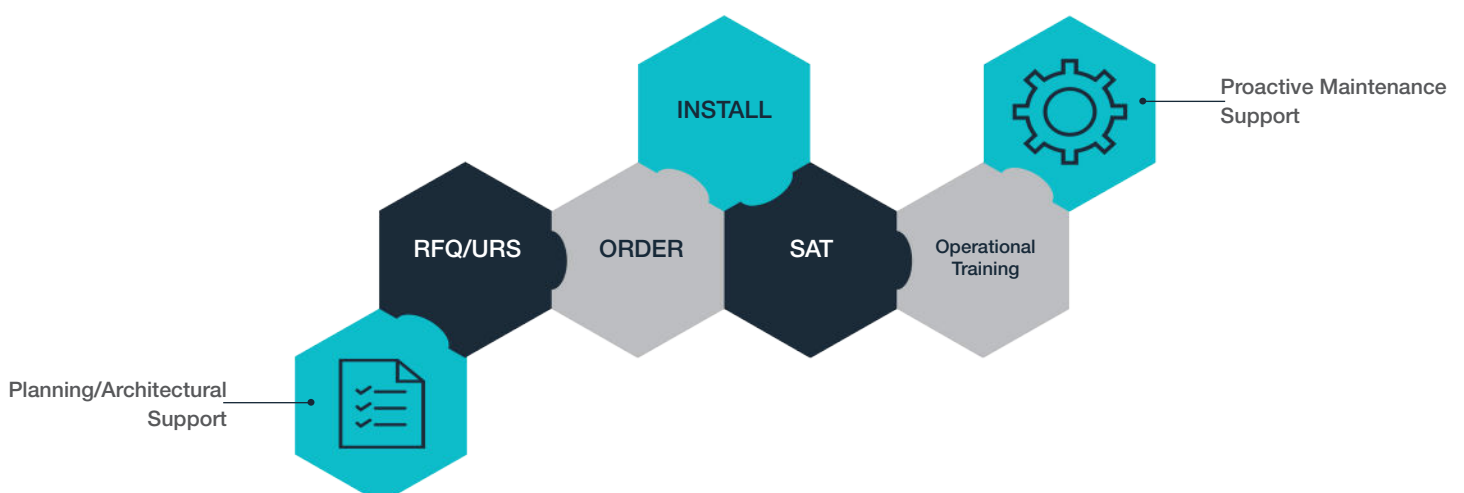 INSTALL
Proactive Maintenance
Support
RFQ/URS
ORDER
SAT
Operational
Training
Planning/Architectural
Support